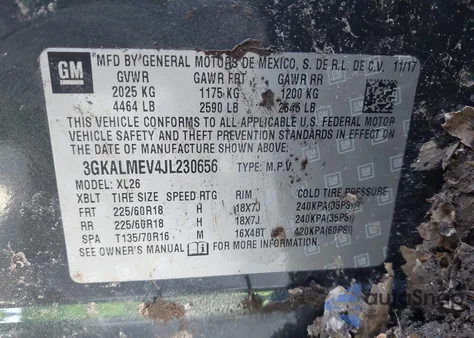 GM
MFD BY GENERAL MOTORS DE MEXICO, S. DE R.L. DE C.V. 11/17
GVWR GAWR FRT GAWR RR
2025 KG 1175 KG 1200 KG
4464 LB 2590 LB 2645 LB
THIS VEHICLE CONFORMS TO ALL APPLICABLE U.S. FEDERAL MOTOR
VEHICLE SAFETY AND THEFT PREVENTION STANDARDS IN EFFECT ON
THE DATE OF MANUFACTURE SHOWN ABOVE.
3GKALMEV4JL230656 TYPE: M.P.V.
MODEL: XL26
XBLT TIRE SIZE SPEED RTG RIM COLD TIRE PRESSURE
FRT 225/60R18 H 18X7J 240KPA(35PSI)
RR 225/60R18 H 18X7J 240KPA(35PSI)
SPA T135/70R16 M 16X4BT 420KPA(60PSI)
SEE OWNER'S MANUAL FOR MORE INFORMATION.
autoSnap